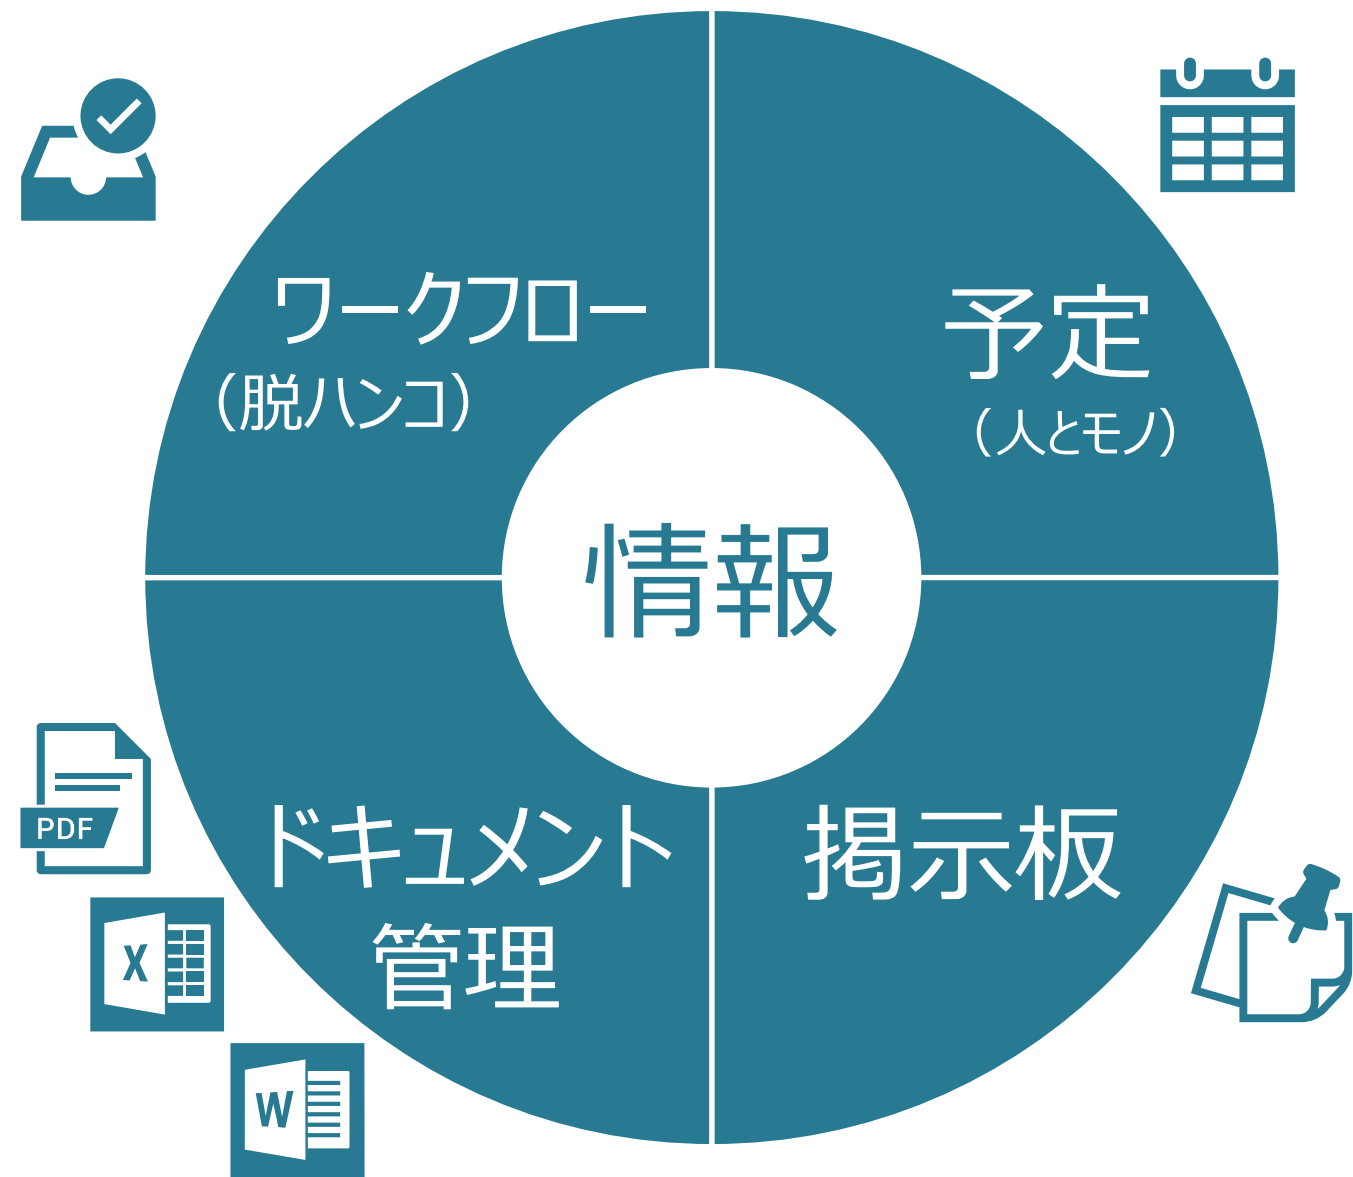 ワークフロー
（脱ハンコ）
予定
（人とモノ）
情報
ドキュメント
管理
掲示板
PDF
X
W